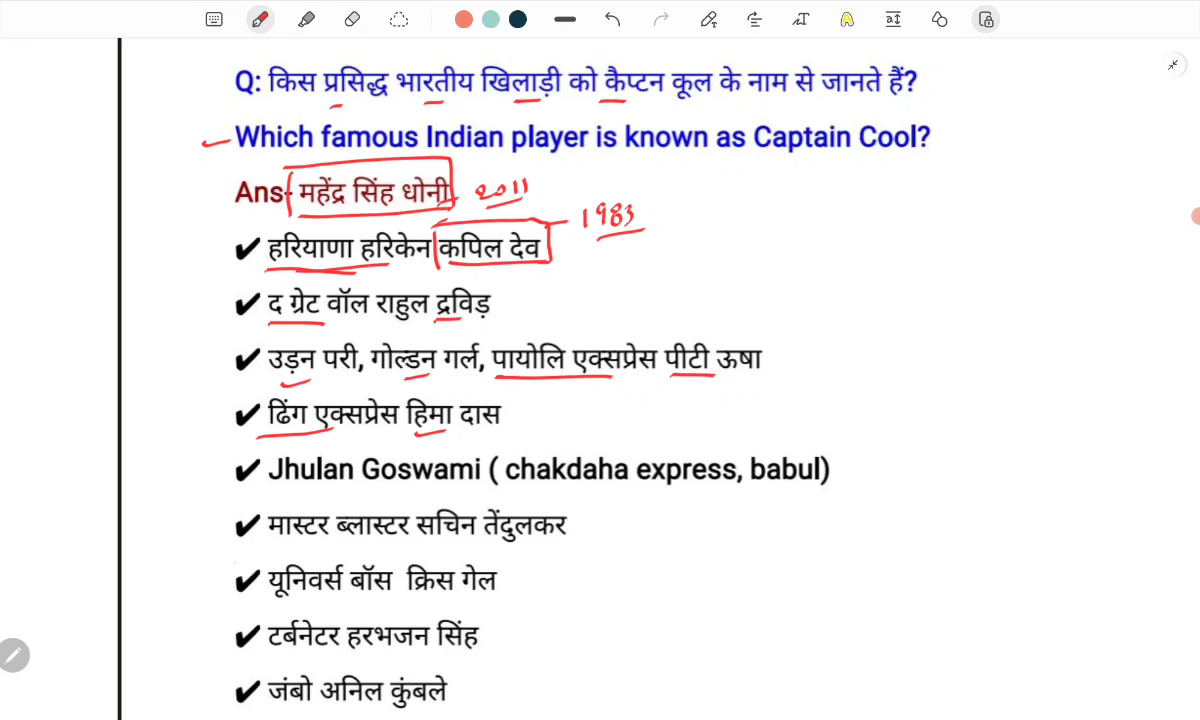 Q: किस प्रसिद्ध भारतीय खिलाड़ी को कैप्टन कूल के नाम से जानते हैं?
Which famous Indian player is known as Captain Cool?
Ans- महेंद्र सिंह धोनी 2011
✔ हरियाणा हरिकेन कपिल देव 1983
✔ द ग्रेट वॉल राहुल द्रविड़
✔ उड़न परी, गोल्डन गर्ल, पायोलि एक्सप्रेस पीटी ऊषा
✔ ढिंग एक्सप्रेस हिमा दास
✔ Jhulan Goswami ( chakdaha express, babul)
✔ मास्टर ब्लास्टर सचिन तेंदुलकर
✔ यूनिवर्स बॉस क्रिस गेल
✔ टर्बनेटर हरभजन सिंह
✔ जंबो अनिल कुंबले